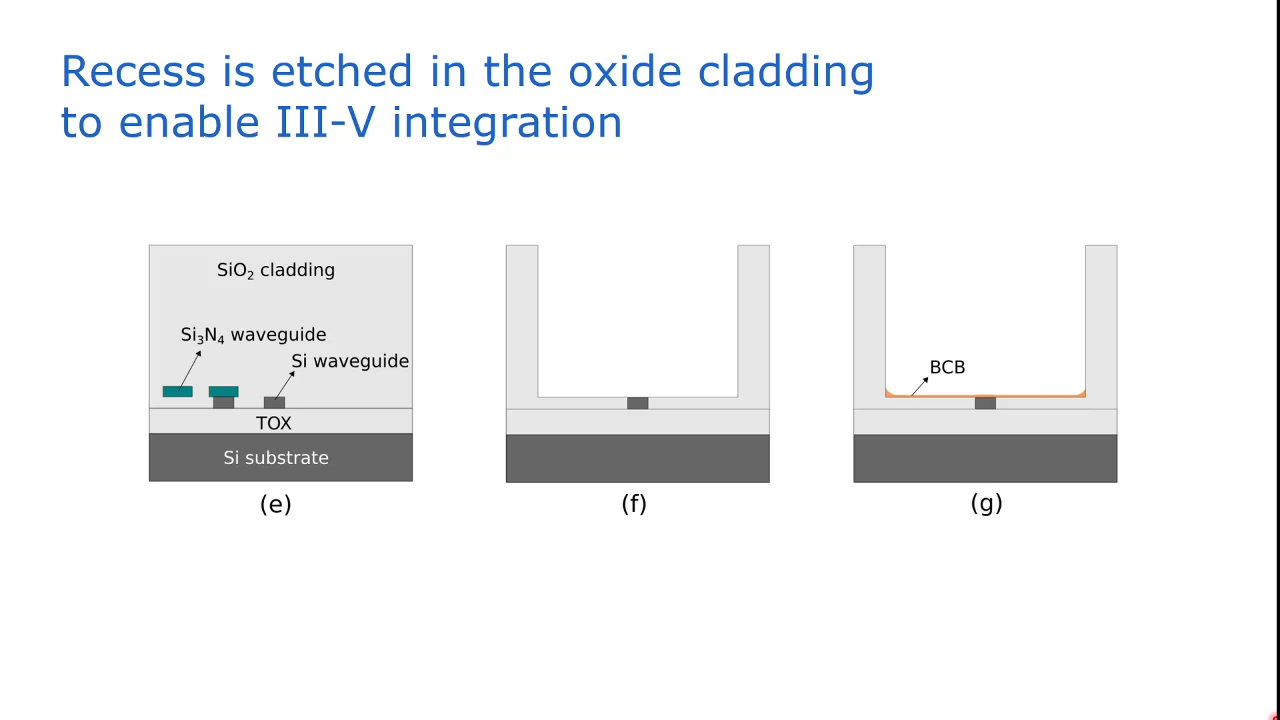 Recess is etched in the oxide cladding
to enable III-V integration
SiO₂ cladding
Si₃N₄ waveguide
Si waveguide
TOX
Si substrate
BCB
(e)
(f)
(g)